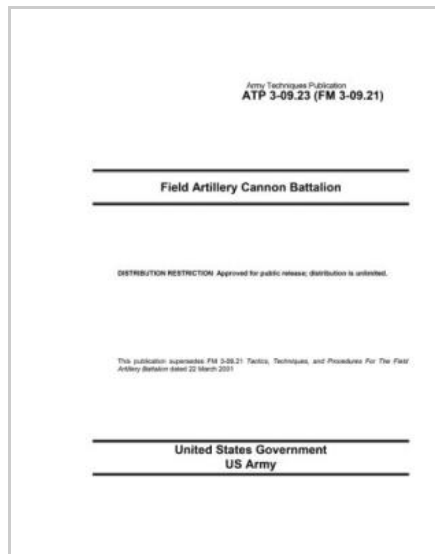 Army Techniques Publication
ATP 3-09.23 (FM 3-09.21)
Field Artillery Cannon Battalion
DISTRIBUTION RESTRICTION Approved for public release; distribution is unlimited.
This publication supersedes FM 3-09.21 Tactics, Techniques, and Procedures For The Field
Artillery Battalion dated 22 March 2001
United States Government
US Army